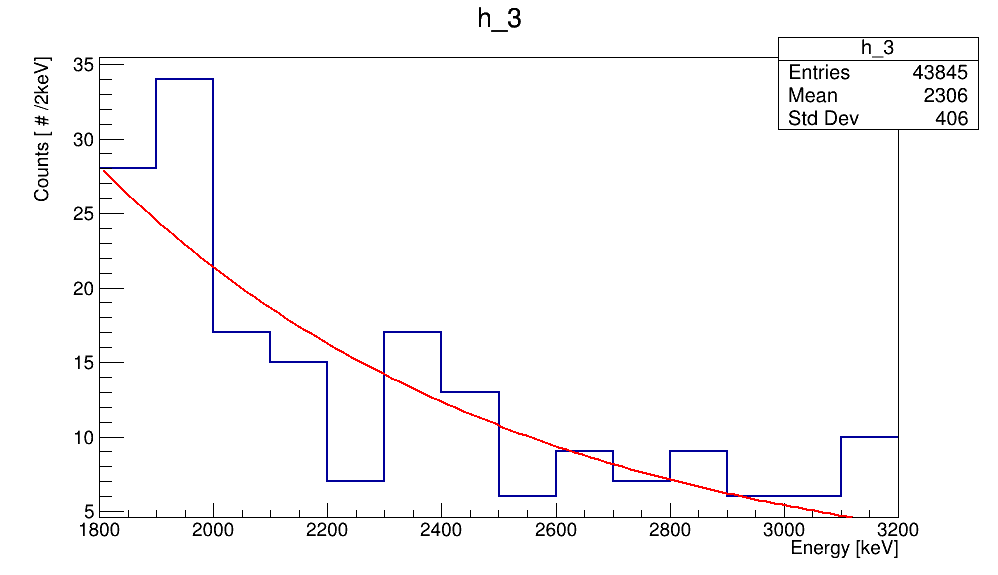 h_3
h_3
Entries 43845
Mean 2306
Std Dev 406
Counts [ # /2keV]
35
30
25
20
15
10
5
1800 2000 2200 2400 2600 2800 3000 3200
Energy [keV]